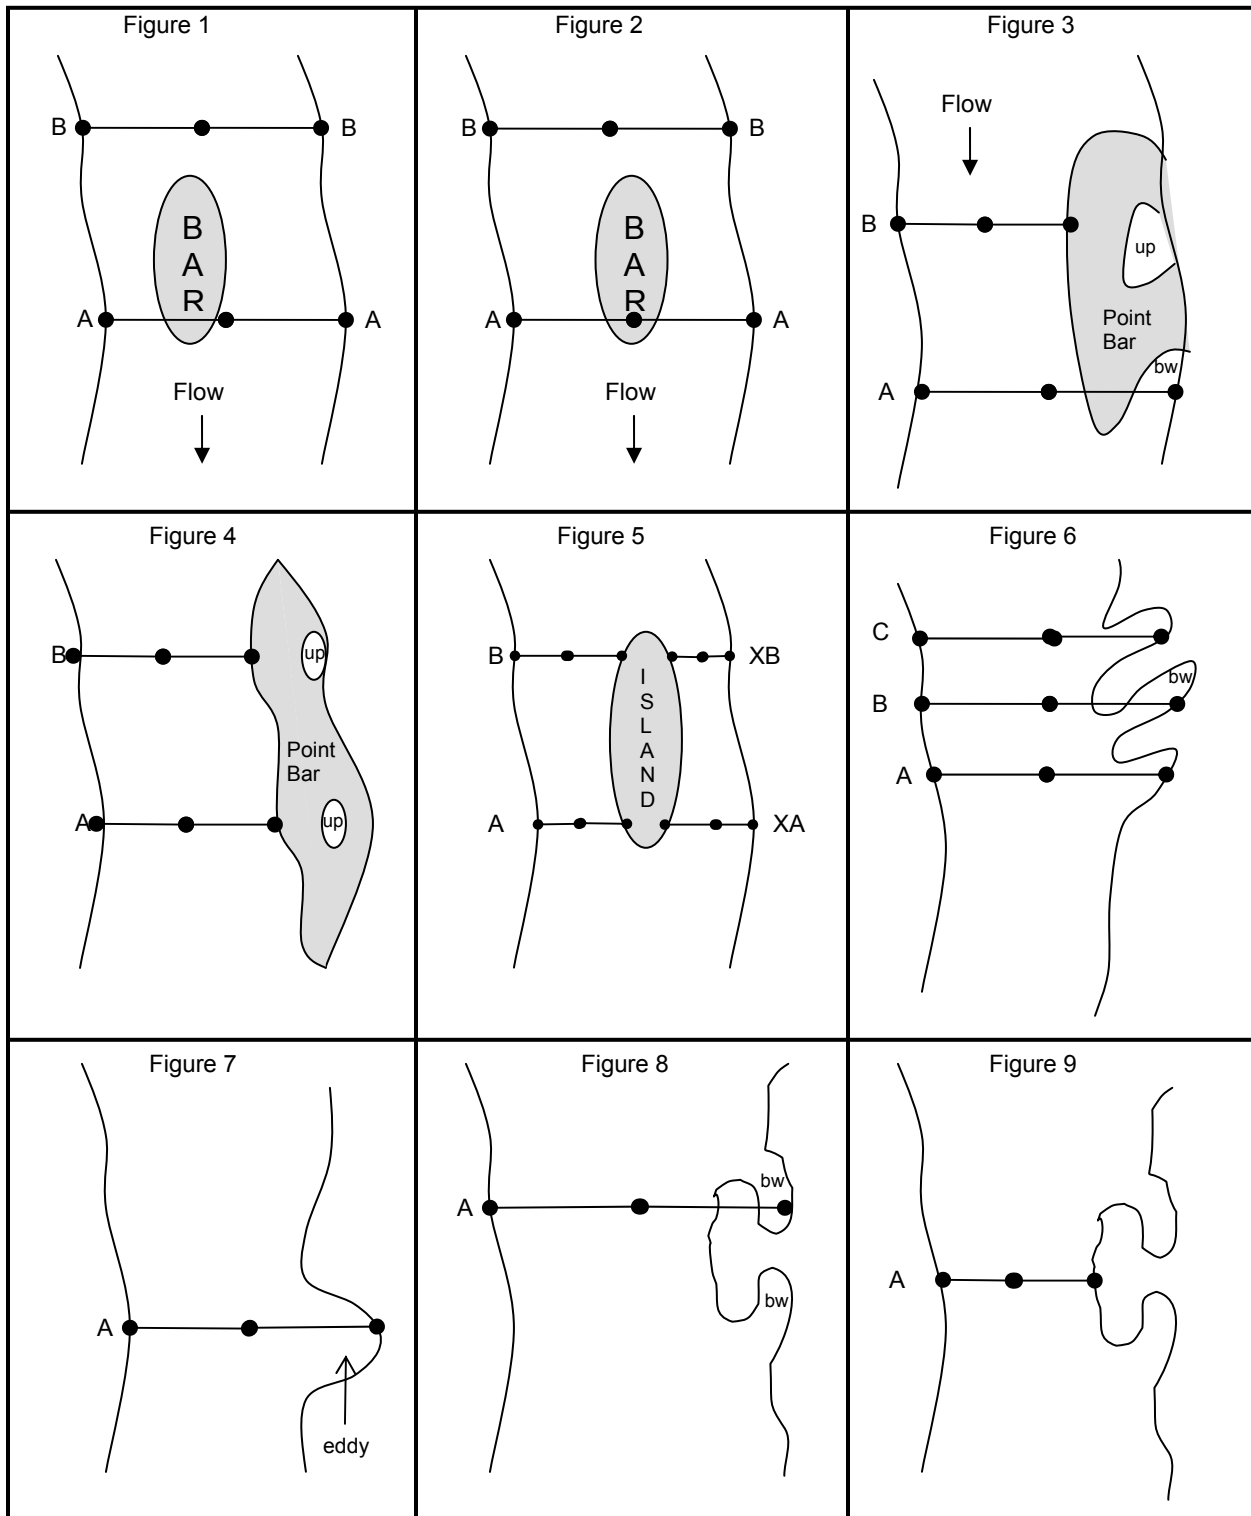 Figure 1
B
B
B
A
R
A
A
Flow
Figure 2
B
B
B
A
R
A
A
Flow
Figure 3
Flow
B
up
Point
Bar
bw
A
Figure 4
B
up
Point
Bar
A
up
Figure 5
B
XB
I
S
L
A
N
D
A
XA
Figure 6
C
bw
B
A
Figure 7
A
eddy
Figure 8
bw
A
bw
Figure 9
A